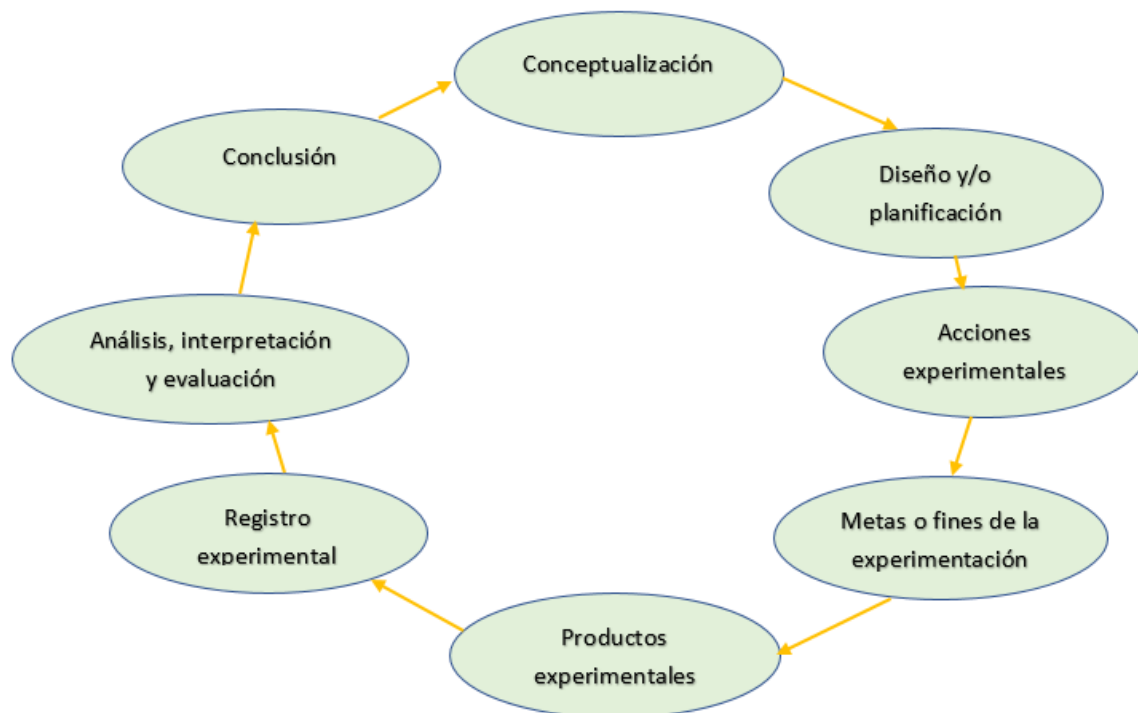 Conceptualización
Diseño y/o
planificación
Acciones
experimentales
Metas o fines de la
experimentación
Productos
experimentales
Registro
experimental
Análisis, interpretación
y evaluación
Conclusión